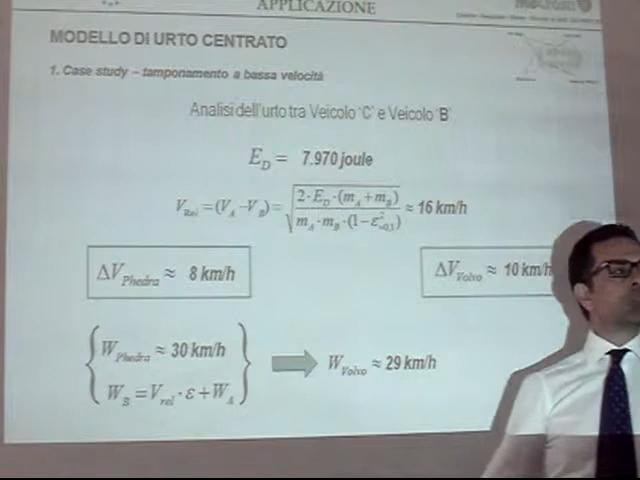 APPLICAZIONE
MODELLO DI URTO CENTRATO
1. Case study – tamponamento a bassa velocità
Analisi dell'urto tra Veicolo 'C' e Veicolo 'B'
E_D = 7.970 joule
V_Rel = (V_A − V_B) = √(2·E_D·(m_A + m_B) / m_A·m_B·(1−ε²_=0,1)) ≈ 16 km/h
ΔV_Phedra ≈ 8 km/h
ΔV_Volvo ≈ 10 km/h
W_Phedra ≈ 30 km/h
W_B = V_rel · ε + W_A
W_Volvo ≈ 29 km/h